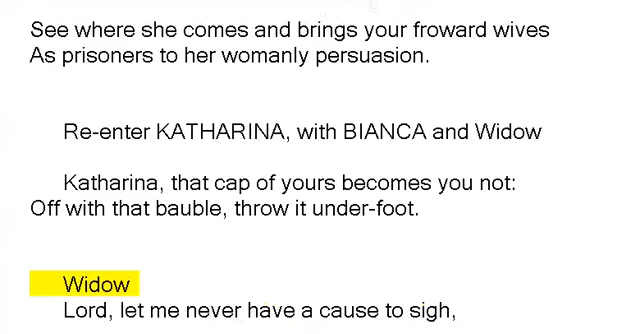 See where she comes and brings your froward wives
As prisoners to her womanly persuasion.
Re-enter KATHARINA, with BIANCA and Widow
Katharina, that cap of yours becomes you not:
Off with that bauble, throw it under-foot.
Widow
Lord, let me never have a cause to sigh,